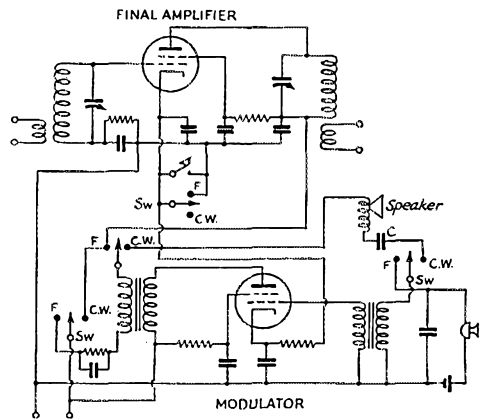 FINAL AMPLIFIER
F
Sw
C.W.
Speaker
F
C.W.
C
F
C.W.
F
C.W.
Sw
Sw
MODULATOR